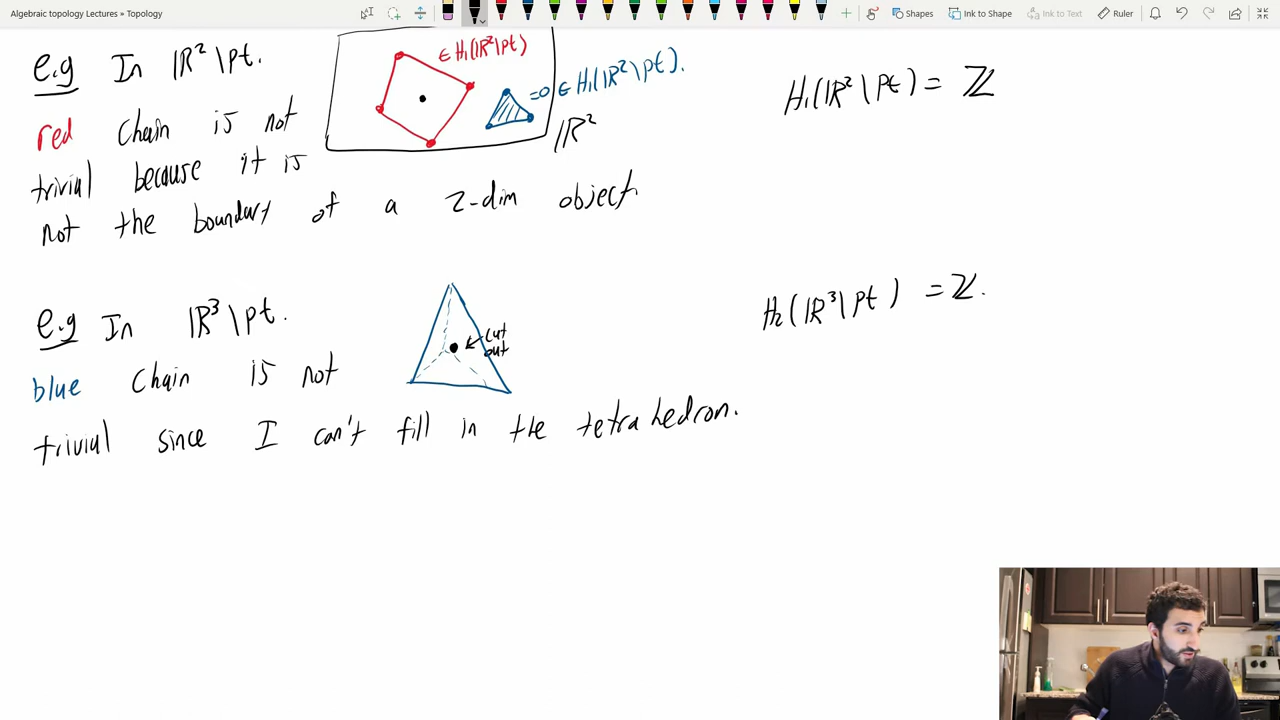 Algebraic topology Lectures » Topology
Shapes
Ink to Shape
Ink to Text
Ruler
e.g In ℝ² \ pt.
∈ H₁(ℝ² \ pt)
=0 ∈ H₁(ℝ² \ pt).
ℝ²
H₁(ℝ² \ pt) = ℤ
red chain is not
trivial because it is
not the boundary of a 2-dim object.
e.g In ℝ³ \ pt.
cut
out
H₂(ℝ³ \ pt) = ℤ.
blue chain is not
trivial since I can't fill in the tetrahedron.